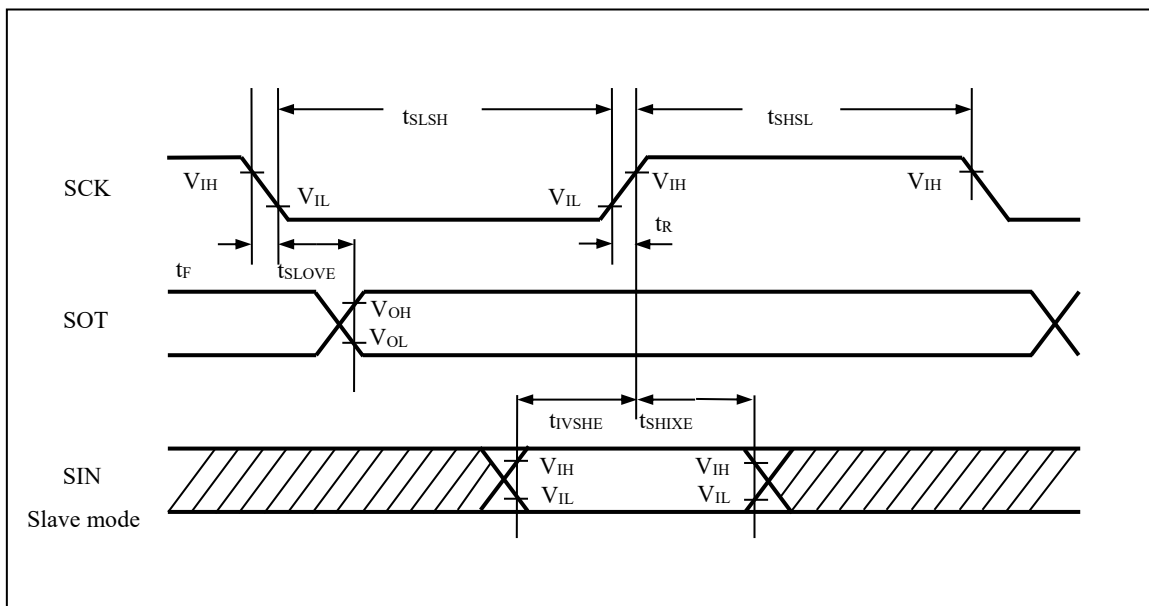 tSLSH
tSHSL
SCK
VIH
VIL
VIL
VIH
VIH
tR
tF
tSLOVE
SOT
VOH
VOL
tIVSHE
tSHIXE
SIN
VIH
VIH
VIL
VIL
Slave mode